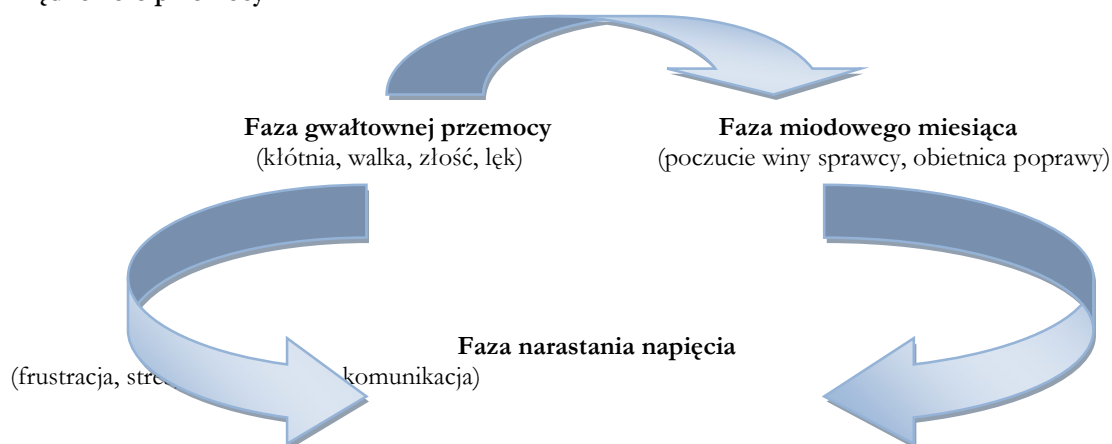 Faza gwałtownej przemocy
(kłótnia, walka, złość, lęk)
Faza miodowego miesiąca
(poczucie winy sprawcy, obietnica poprawy)
Faza narastania napięcia
(frustracja, komunikacja)